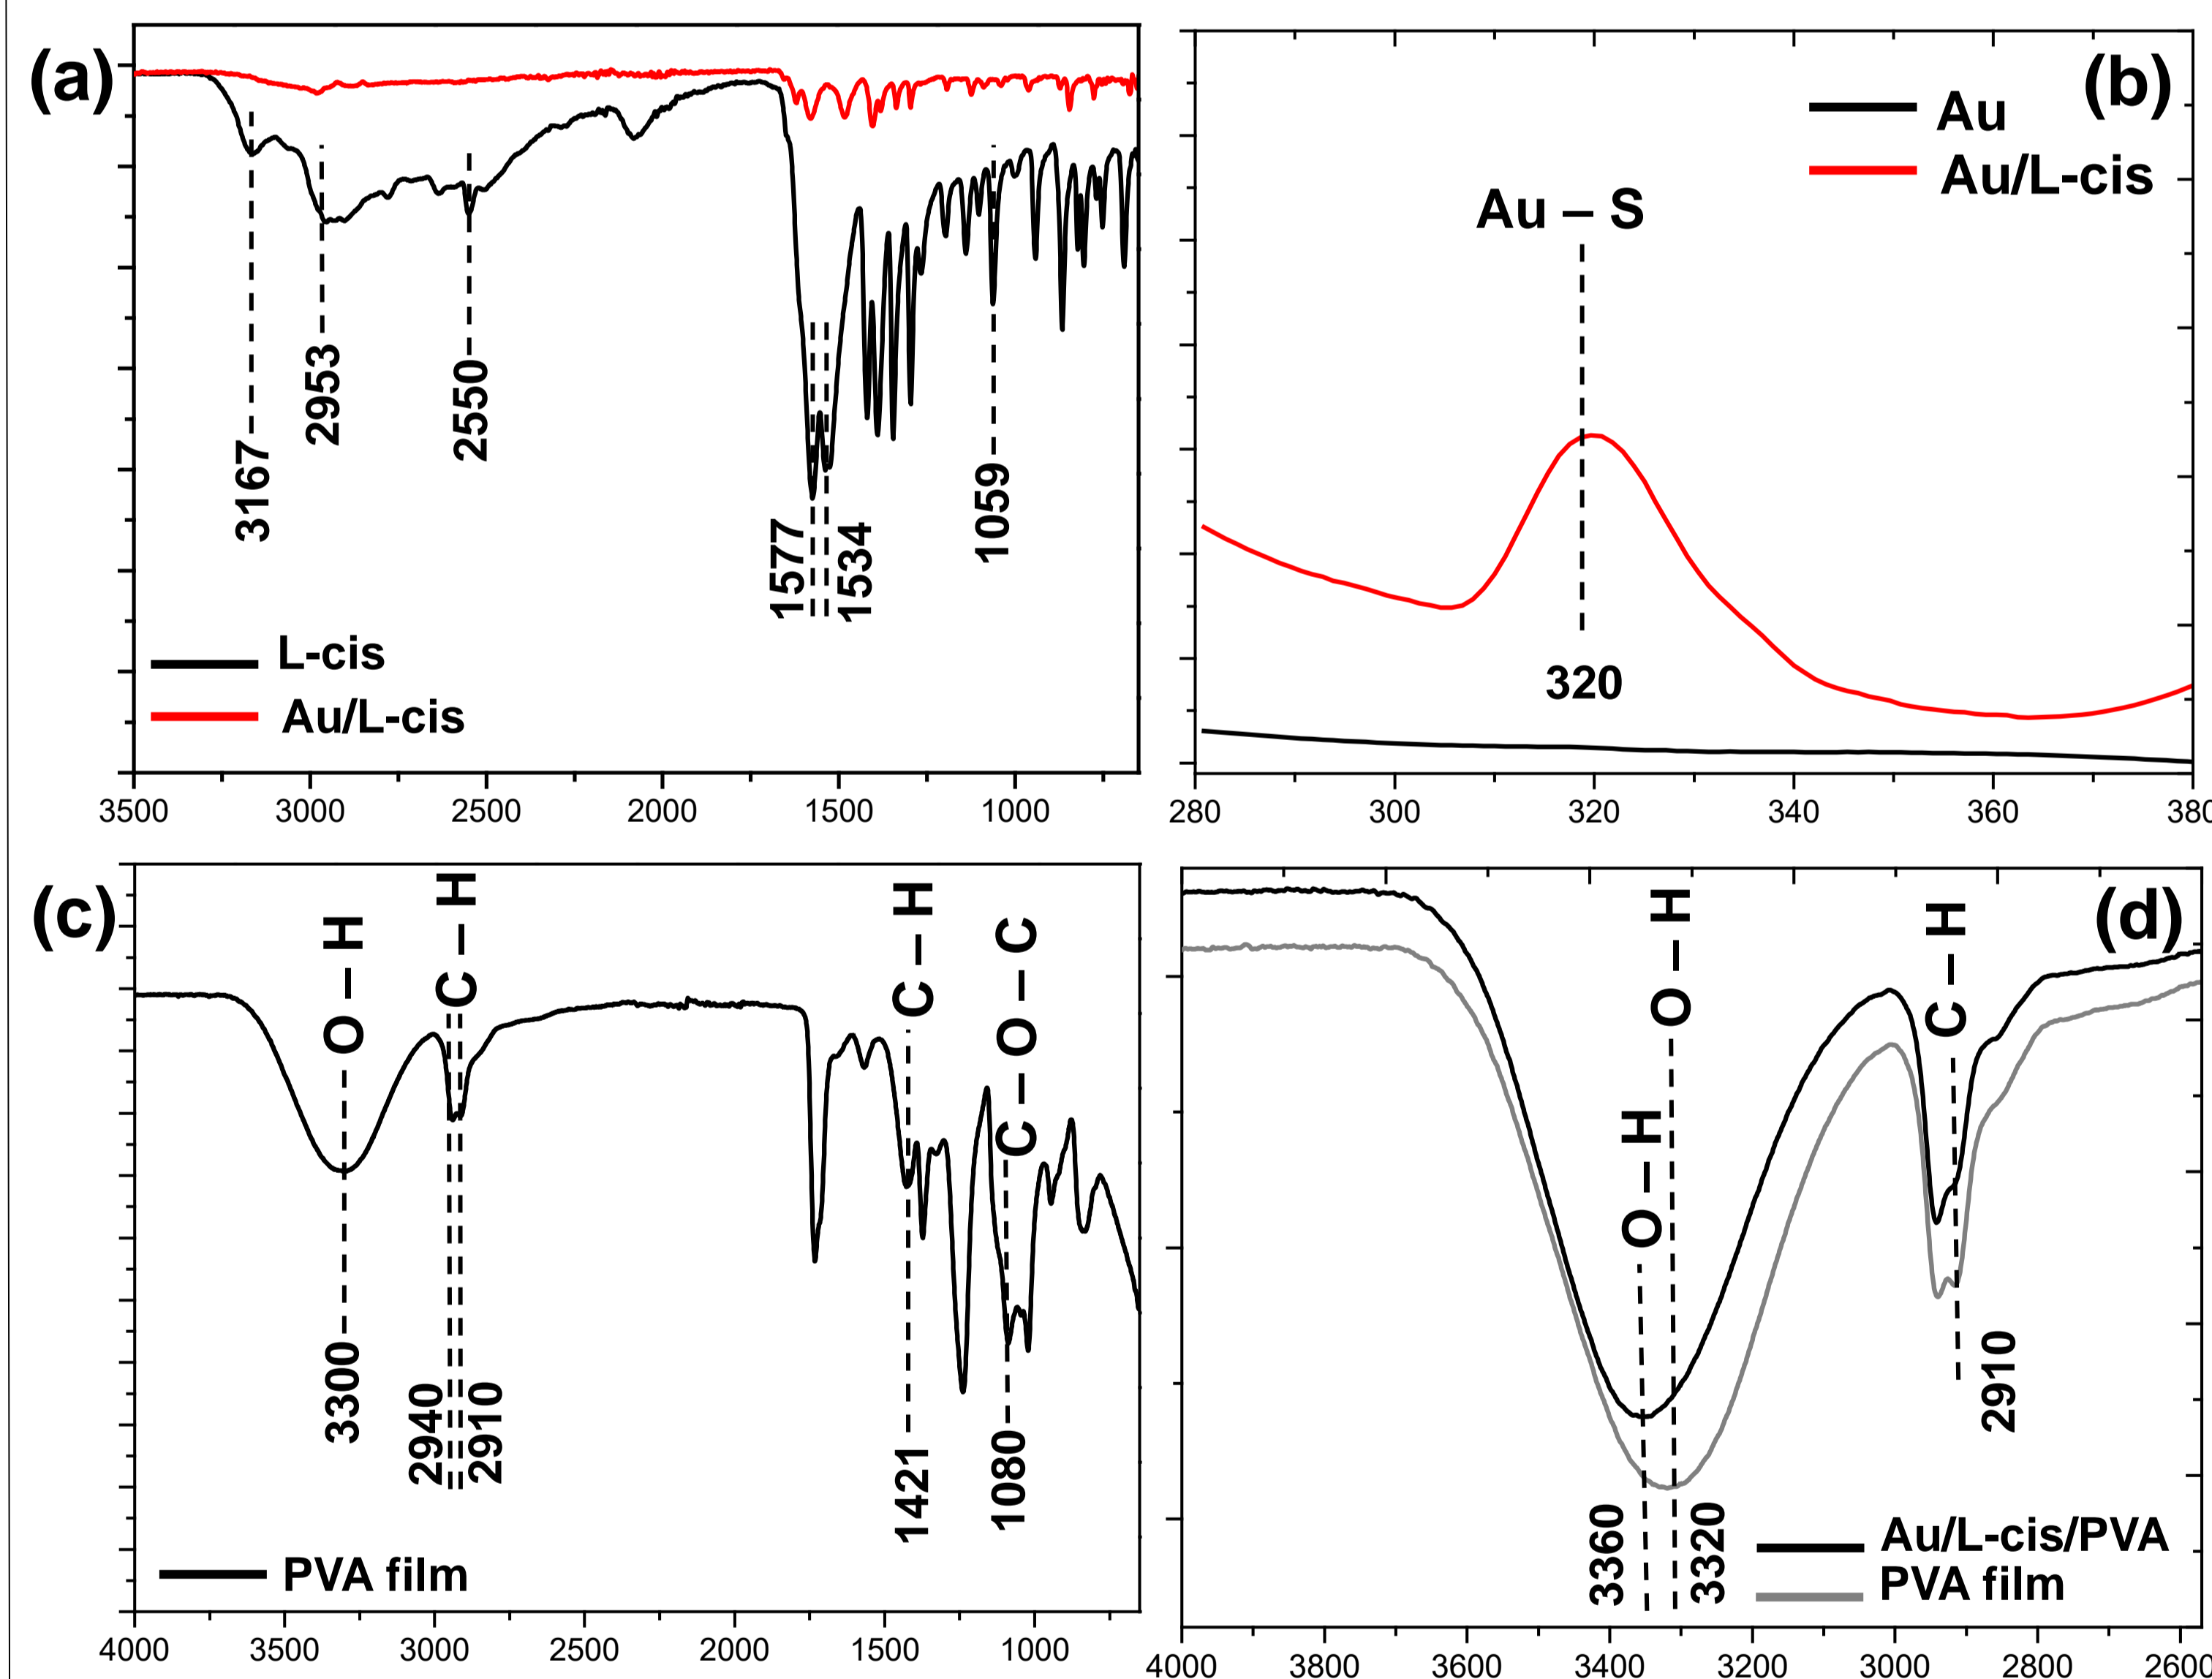 (a)
3167
2953
2550
1577
1534
1059
L-cis
Au/L-cis
3500 3000 2500 2000 1500 1000
(b)
Au
Au/L-cis
Au – S
320
280 300 320 340 360 380
(c)
O – H
C – H
C – H
C – O – C
3300
2940
2910
1421
1080
PVA film
4000 3500 3000 2500 2000 1500 1000
(d)
O – H
O – H
C – H
3360
3320
2910
Au/L-cis/PVA
PVA film
4000 3800 3600 3400 3200 3000 2800 2600